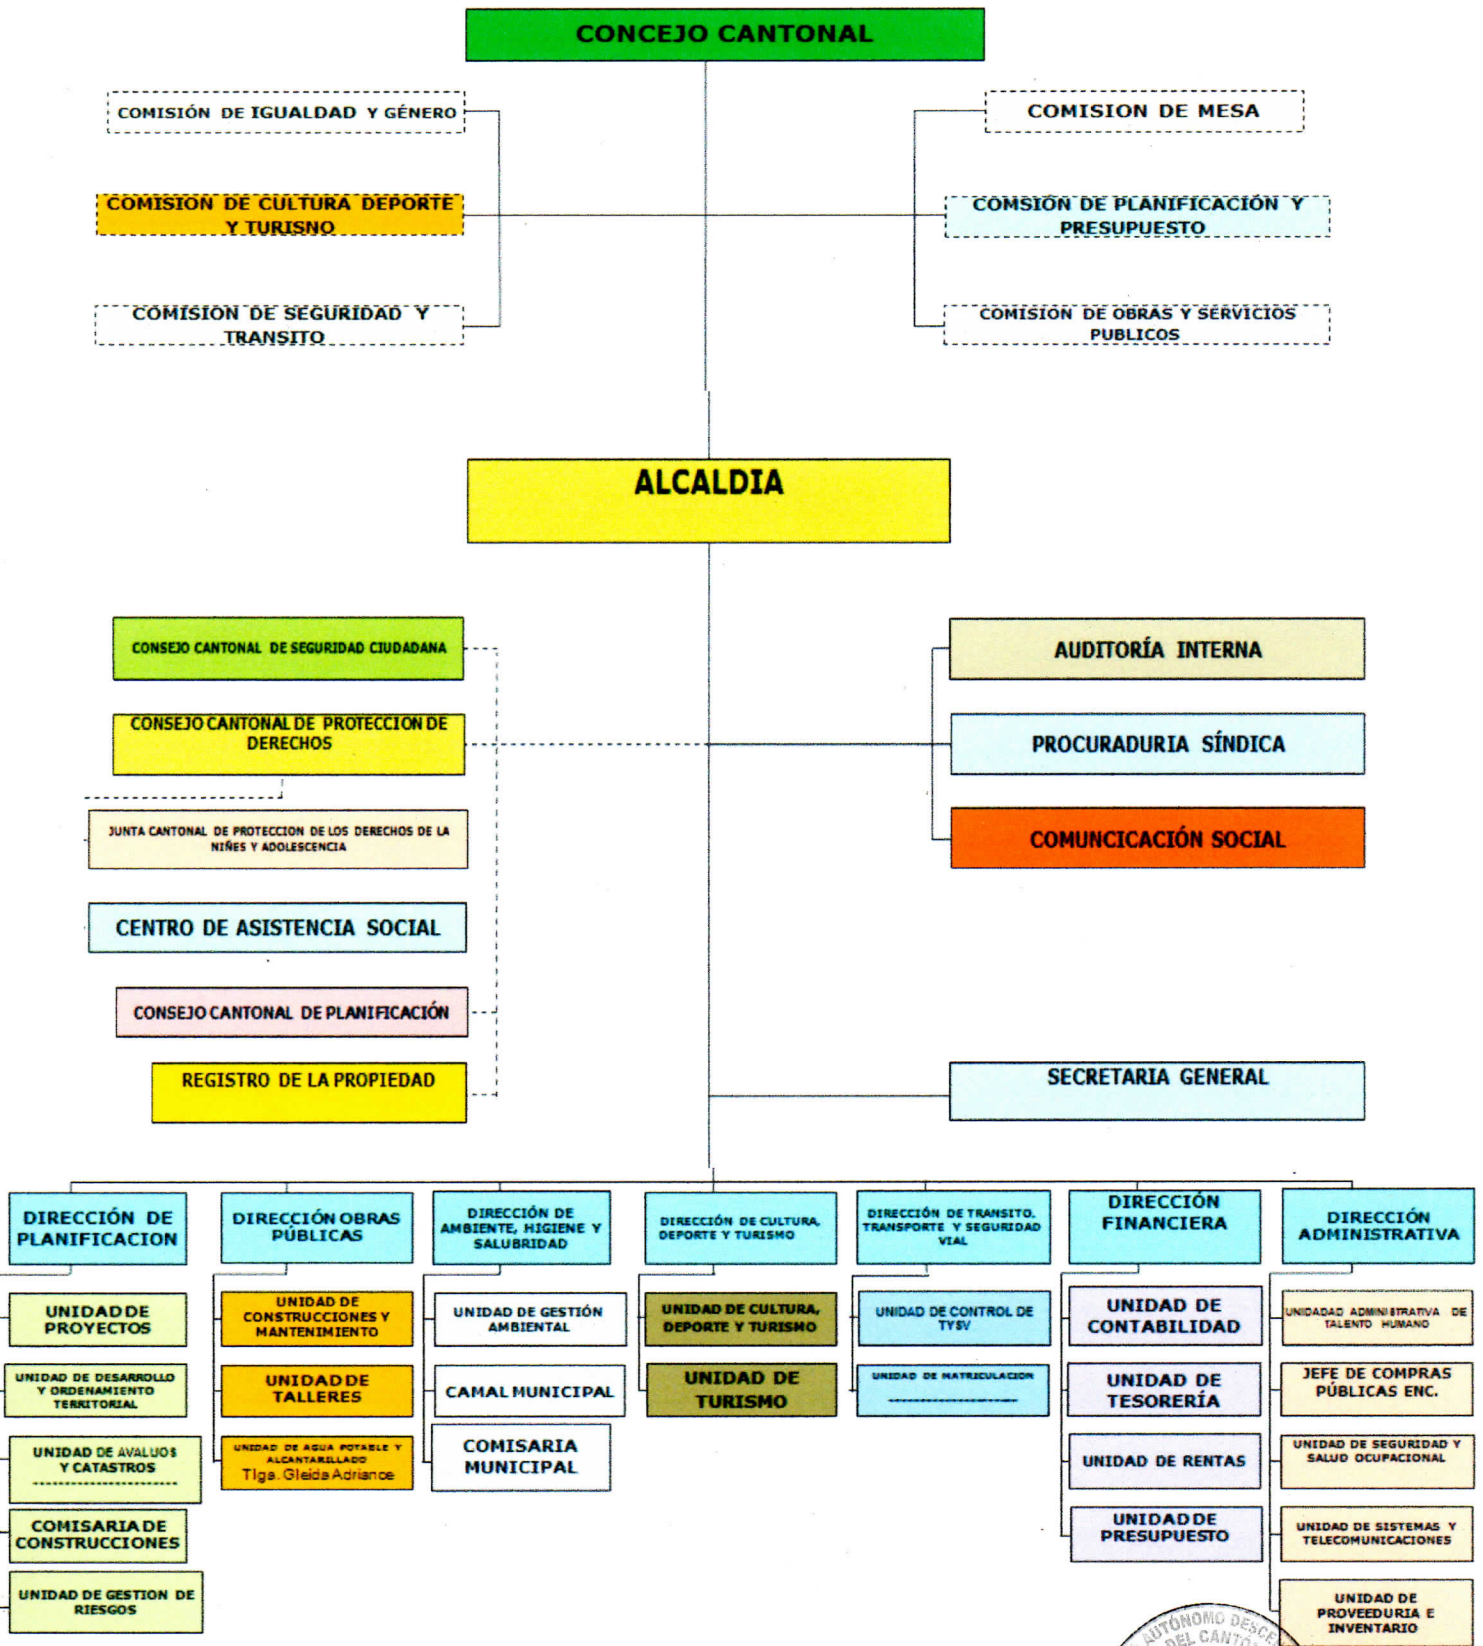 CONCEJO CANTONAL
COMISIÓN DE IGUALDAD Y GÉNERO
COMISION DE MESA
COMISION DE CULTURA DEPORTE
Y TURISNO
COMSIÓN DE PLANIFICACIÓN Y
PRESUPUESTO
COMISION DE SEGURIDAD Y
TRANSITO
COMISION DE OBRAS Y SERVICIOS
PUBLICOS
ALCALDIA
CONSEJO CANTONAL DE SEGURIDAD CIUDADANA
AUDITORÍA INTERNA
CONSEJO CANTONAL DE PROTECCION DE
DERECHOS
PROCURADURIA SÍNDICA
JUNTA CANTONAL DE PROTECCION DE LOS DERECHOS DE LA
NIÑES Y ADOLESCENCIA
COMUNCICACIÓN SOCIAL
CENTRO DE ASISTENCIA SOCIAL
CONSEJO CANTONAL DE PLANIFICACIÓN
REGISTRO DE LA PROPIEDAD
SECRETARIA GENERAL
DIRECCIÓN DE
PLANIFICACION
UNIDAD DE
PROYECTOS
UNIDAD DE DESARROLLO
Y ORDENAMIENTO
TERRITORIAL
UNIDAD DE AVALUOS
Y CATASTROS
COMISARIA DE
CONSTRUCCIONES
UNIDAD DE GESTION DE
RIESGOS
DIRECCIÓN OBRAS
PÚBLICAS
UNIDAD DE
CONSTRUCCIONES Y
MANTENIMIENTO
UNIDAD DE
TALLERES
UNIDAD DE AGUA POTABLE Y
ALCANTARILLADO
Tlga. Gleida Adriance
DIRECCIÓN DE
AMBIENTE, HIGIENE Y
SALUBRIDAD
UNIDAD DE GESTIÓN
AMBIENTAL
CAMAL MUNICIPAL
COMISARIA
MUNICIPAL
DIRECCIÓN DE CULTURA,
DEPORTE Y TURISMO
UNIDAD DE CULTURA,
DEPORTE Y TURISMO
UNIDAD DE
TURISMO
DIRECCIÓN DE TRANSITO,
TRANSPORTE Y SEGURIDAD
VIAL
UNIDAD DE CONTROL DE
TYSV
UNIDAD DE MATRICULACION
DIRECCIÓN
FINANCIERA
UNIDAD DE
CONTABILIDAD
UNIDAD DE
TESORERÍA
UNIDAD DE RENTAS
UNIDAD DE
PRESUPUESTO
DIRECCIÓN
ADMINISTRATIVA
UNIDADAD ADMINISTRATIVA DE
TALENTO HUMANO
JEFE DE COMPRAS
PÚBLICAS ENC.
UNIDAD DE SEGURIDAD Y
SALUD OCUPACIONAL
UNIDAD DE SISTEMAS Y
TELECOMUNICACIONES
UNIDAD DE
PROVEEDURIA E
INVENTARIO
AUTÓNOMO
DEL CANTÓN